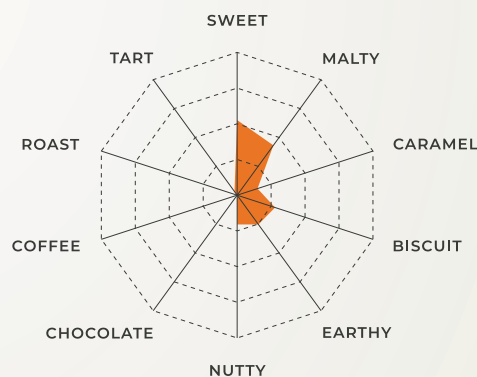 SWEET
TART
MALTY
ROAST
CARAMEL
COFFEE
BISCUIT
CHOCOLATE
EARTHY
NUTTY